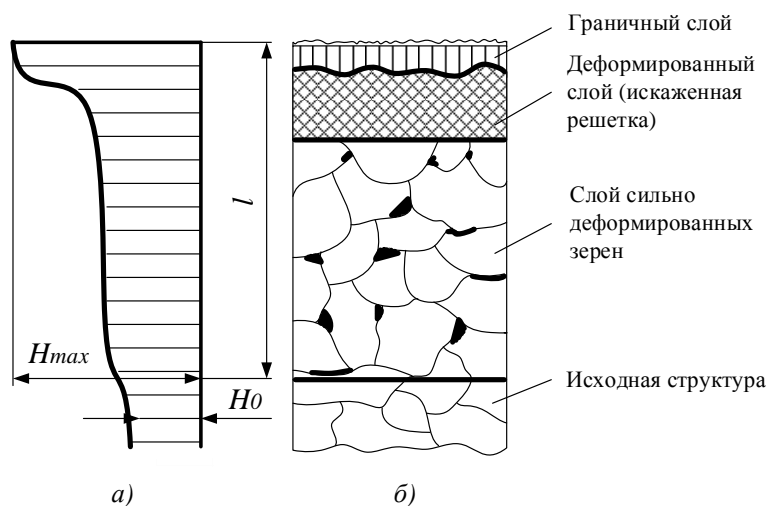 Граничный слой
Деформированный
слой (искаженная
решетка)
l
Слой сильно
деформированных
зерен
Hmax
H0
Исходная структура
а)
б)